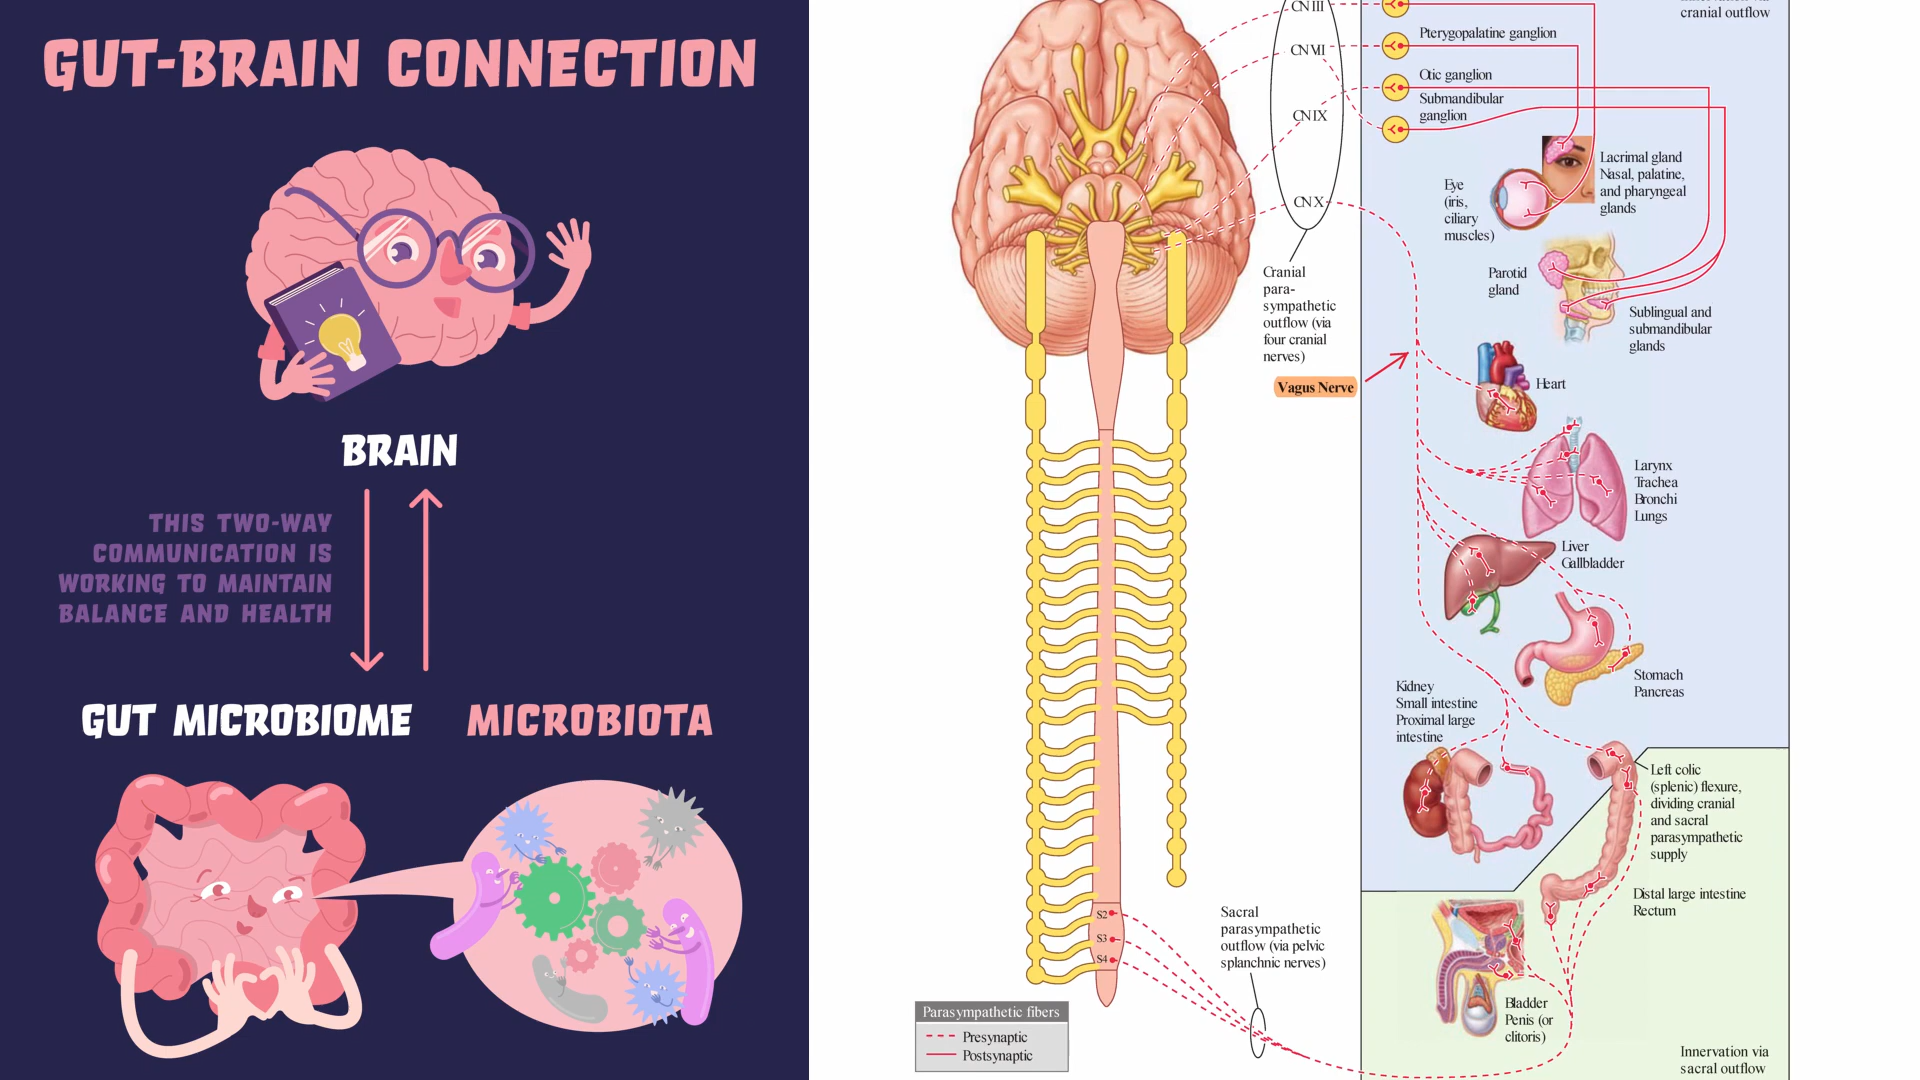 GUT-BRAIN CONNECTION
BRAIN
THIS TWO-WAY
COMMUNICATION IS
WORKING TO MAINTAIN
BALANCE AND HEALTH
GUT MICROBIOME
MICROBIOTA
CN III
CN VII
CN IX
CN X
Cranial
para-
sympathetic
outflow (via
four cranial
nerves)
Vagus Nerve
cranial outflow
Pterygopalatine ganglion
Otic ganglion
Submandibular
ganglion
Lacrimal gland
Nasal, palatine,
and pharyngeal
glands
Eye
(iris,
ciliary
muscles)
Parotid
gland
Sublingual and
submandibular
glands
Heart
Larynx
Trachea
Bronchi
Lungs
Liver
Gallbladder
Stomach
Pancreas
Kidney
Small intestine
Proximal large
intestine
Left colic
(splenic) flexure,
dividing cranial
and sacral
parasympathetic
supply
Distal large intestine
Rectum
S2
S3
S4
Sacral
parasympathetic
outflow (via pelvic
splanchnic nerves)
Bladder
Penis (or
clitoris)
Parasympathetic fibers
Presynaptic
Postsynaptic
Innervation via
sacral outflow